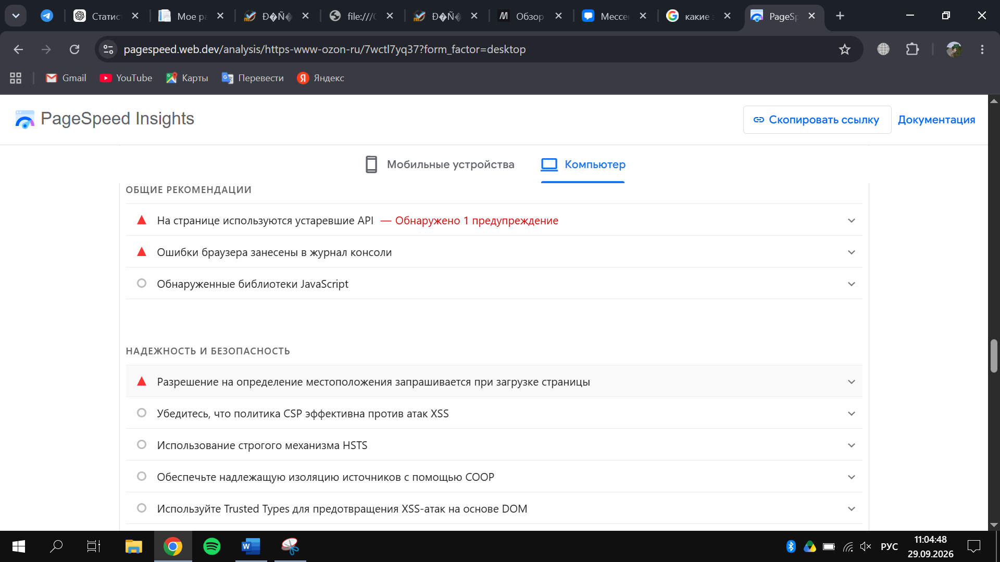 Статис
Мое ра
Ð�Ñ�
file:///
Ð�Ñ�
Обзор
Мессе
какие
PageSp
pagespeed.web.dev/analysis/https-www-ozon-ru/7wctl7yq37?form_factor=desktop
Gmail
YouTube
Карты
Перевести
Яндекс
PageSpeed Insights
Скопировать ссылку
Документация
Мобильные устройства
Компьютер
ОБЩИЕ РЕКОМЕНДАЦИИ
На странице используются устаревшие API — Обнаружено 1 предупреждение
Ошибки браузера занесены в журнал консоли
Обнаруженные библиотеки JavaScript
НАДЕЖНОСТЬ И БЕЗОПАСНОСТЬ
Разрешение на определение местоположения запрашивается при загрузке страницы
Убедитесь, что политика CSP эффективна против атак XSS
Использование строгого механизма HSTS
Обеспечьте надлежащую изоляцию источников с помощью COOP
Используйте Trusted Types для предотвращения XSS-атак на основе DOM
РУС
11:04:48
29.09.2026